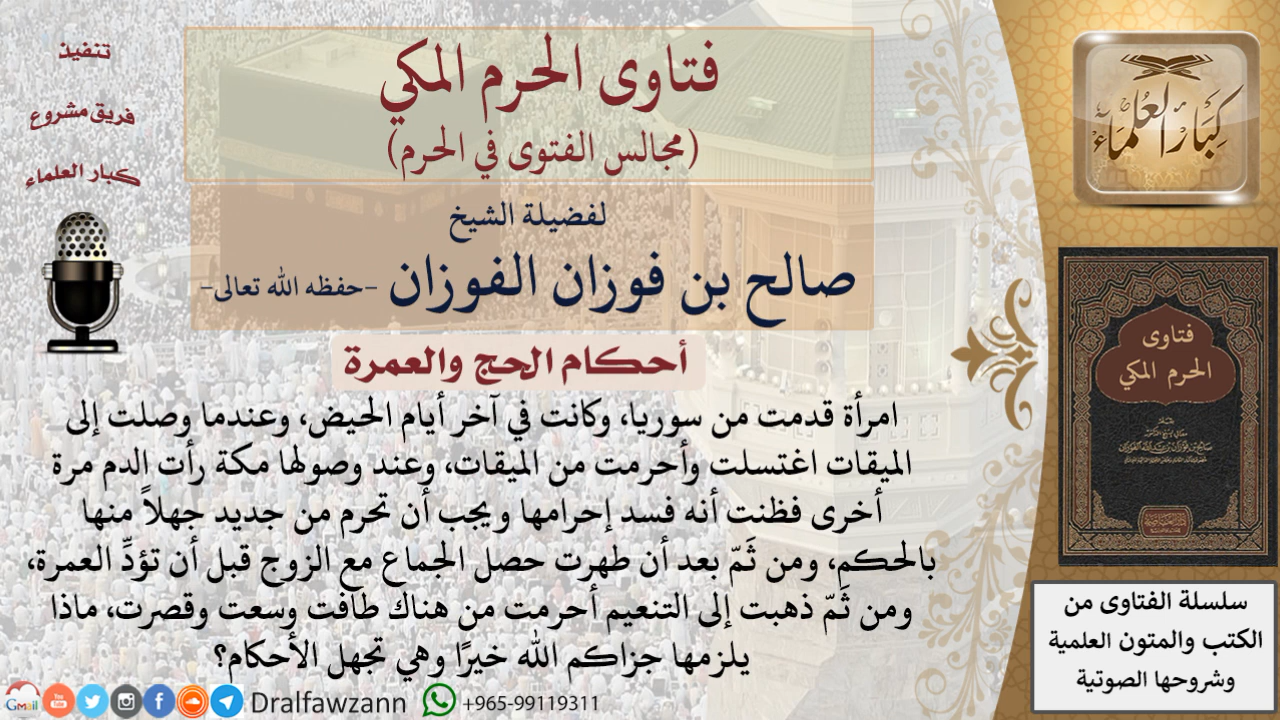 تنفيذ
فريق مشروع
كبار العلماء
فتاوى الحرم المكي
(مجالس الفتوى في الحرم)
لفضيلة الشيخ
صالح بن فوزان الفوزان -حفظه الله تعالى-
أحكام الحج والعمرة
امرأة قدمت من سوريا، وكانت في آخر أيام الحيض، وعندما وصلت إلى
الميقات اغتسلت وأحرمت من الميقات، وعند وصولها مكة رأت الدم مرة
أخرى فظنت أنه فسد إحرامها ويجب أن تحرم من جديد جهلاً منها
بالحكم، ومن ثَمّ بعد أن طهرت حصل الجماع مع الزوج قبل أن تؤدِّ العمرة،
ومن ثَمّ ذهبت إلى التنعيم أحرمت من هناك طافت وسعت وقصرت، ماذا
يلزمها جزاكم الله خيرًا وهي تجهل الأحكام؟
كبار العلماء
فتاوى
الحرم المكي
سلسلة الفتاوى من
الكتب والمتون العلمية
وشروحها الصوتية
Gmail
You Tube
Dralfawzann
+965-99119311